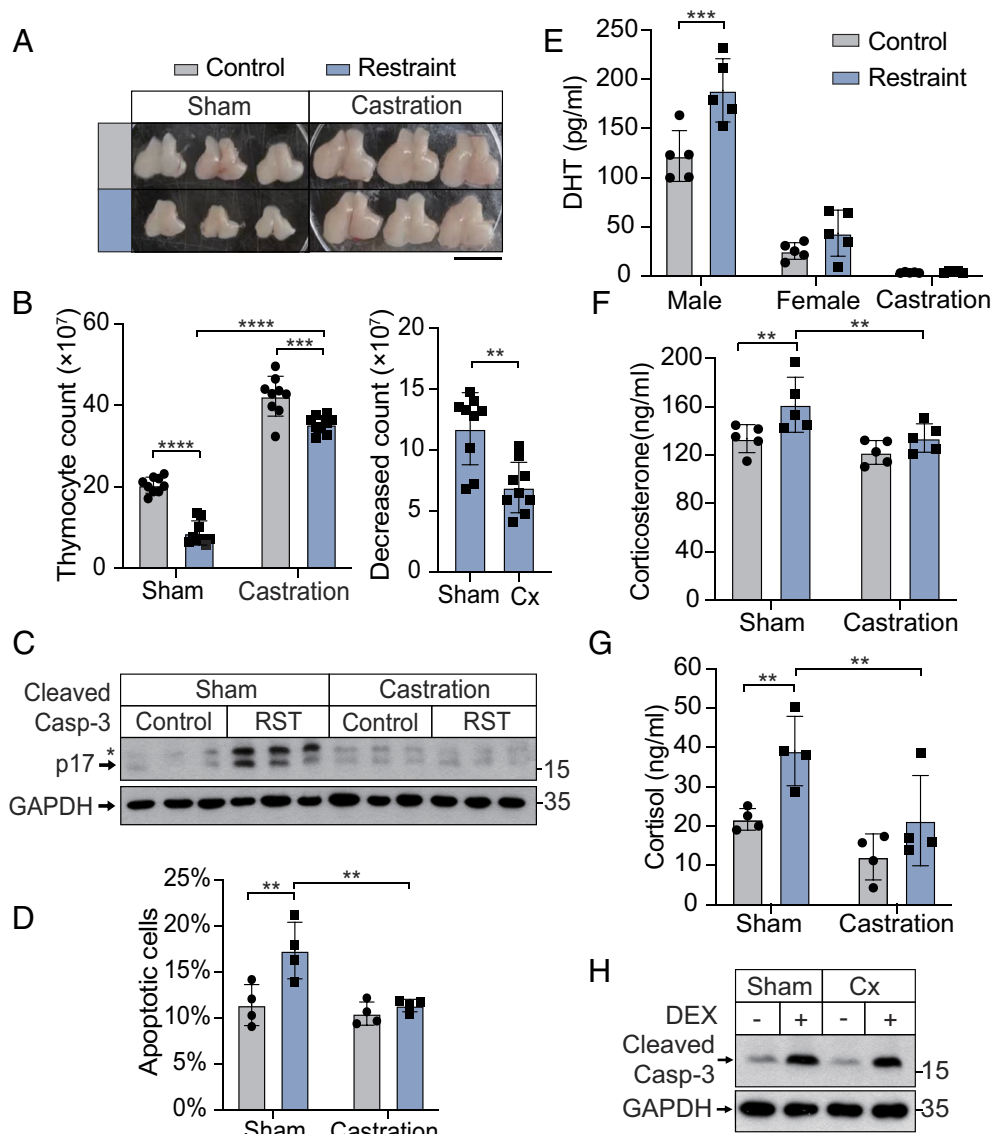 A
Control Restraint
Sham Castration
B
Thymocyte count (×10⁷)
60
40
20
0
****
****
***
Sham Castration
Decreased count (×10⁷)
20
15
10
5
0
**
Sham Cx
C
Cleaved Casp-3
Sham Castration
Control RST Control RST
*
p17
15
GAPDH
35
D
Apoptotic cells
25%
20%
15%
10%
5%
0%
**
**
Sham Castration
E
DHT (pg/ml)
250
200
150
100
50
0
***
Control
Restraint
Male Female Castration
F
Corticosterone(ng/ml)
200
160
120
80
40
0
**
**
Sham Castration
G
Cortisol (ng/ml)
60
50
40
30
20
10
0
**
**
Sham Castration
H
Sham Cx
DEX - + - +
Cleaved
Casp-3
15
GAPDH
35